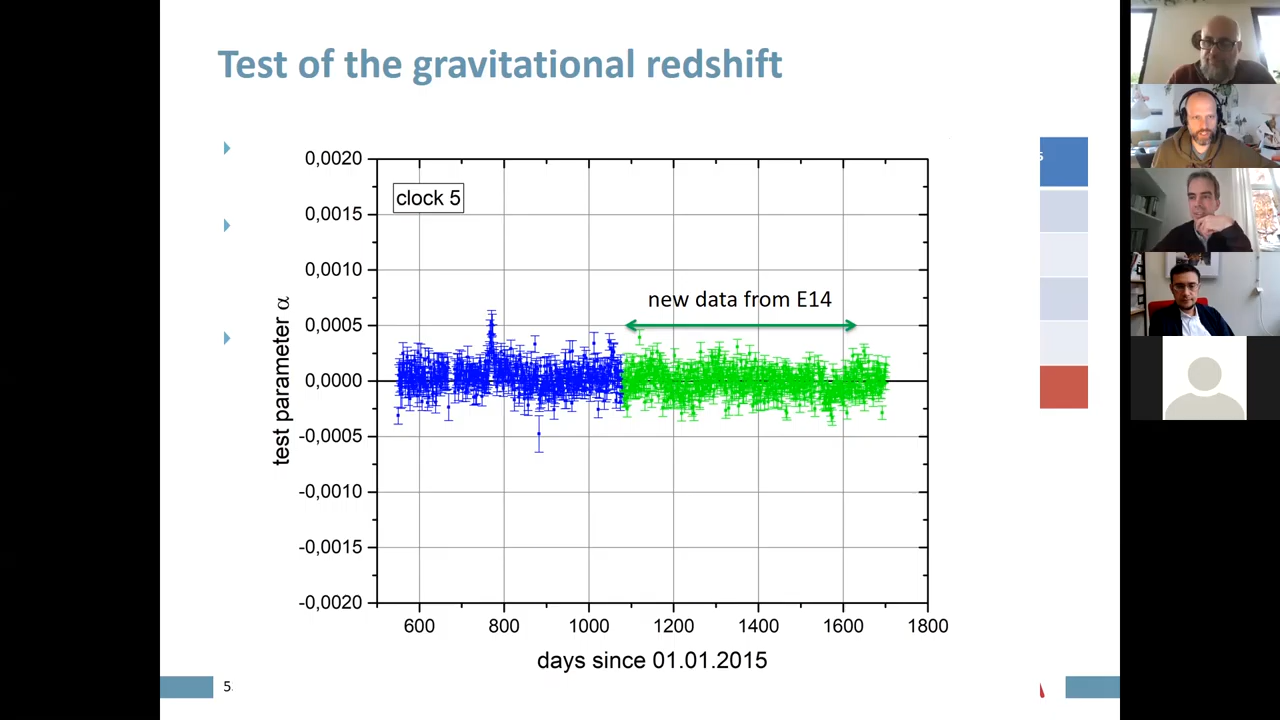 Test of the gravitational redshift
0,0020
clock 5
0,0015
0,0010
new data from E14
0,0005
0,0000
-0,0005
-0,0010
-0,0015
-0,0020
test parameter α
600 800 1000 1200 1400 1600 1800
days since 01.01.2015
5